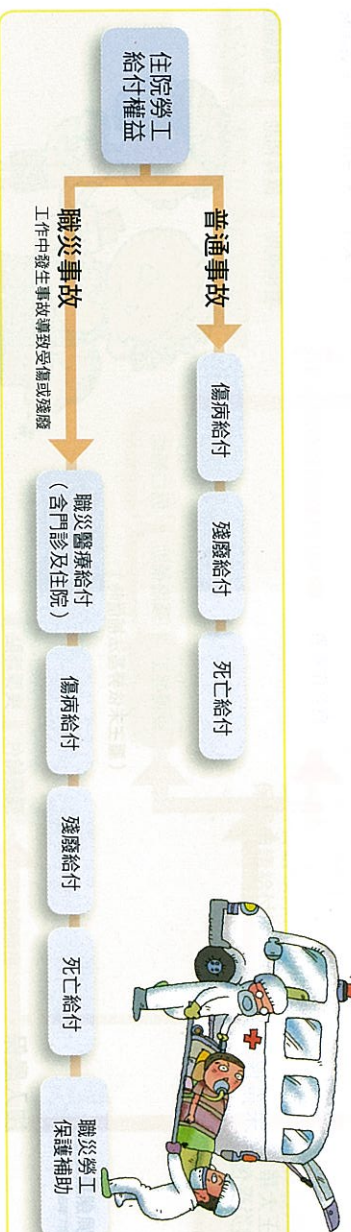 住院勞工
給付權益
普通事故
傷病給付
殘廢給付
死亡給付
職災事故
工作中發生事故導致受傷或殘廢
職災醫療給付
（含門診及住院）
傷病給付
殘廢給付
死亡給付
職災勞工
保護補助